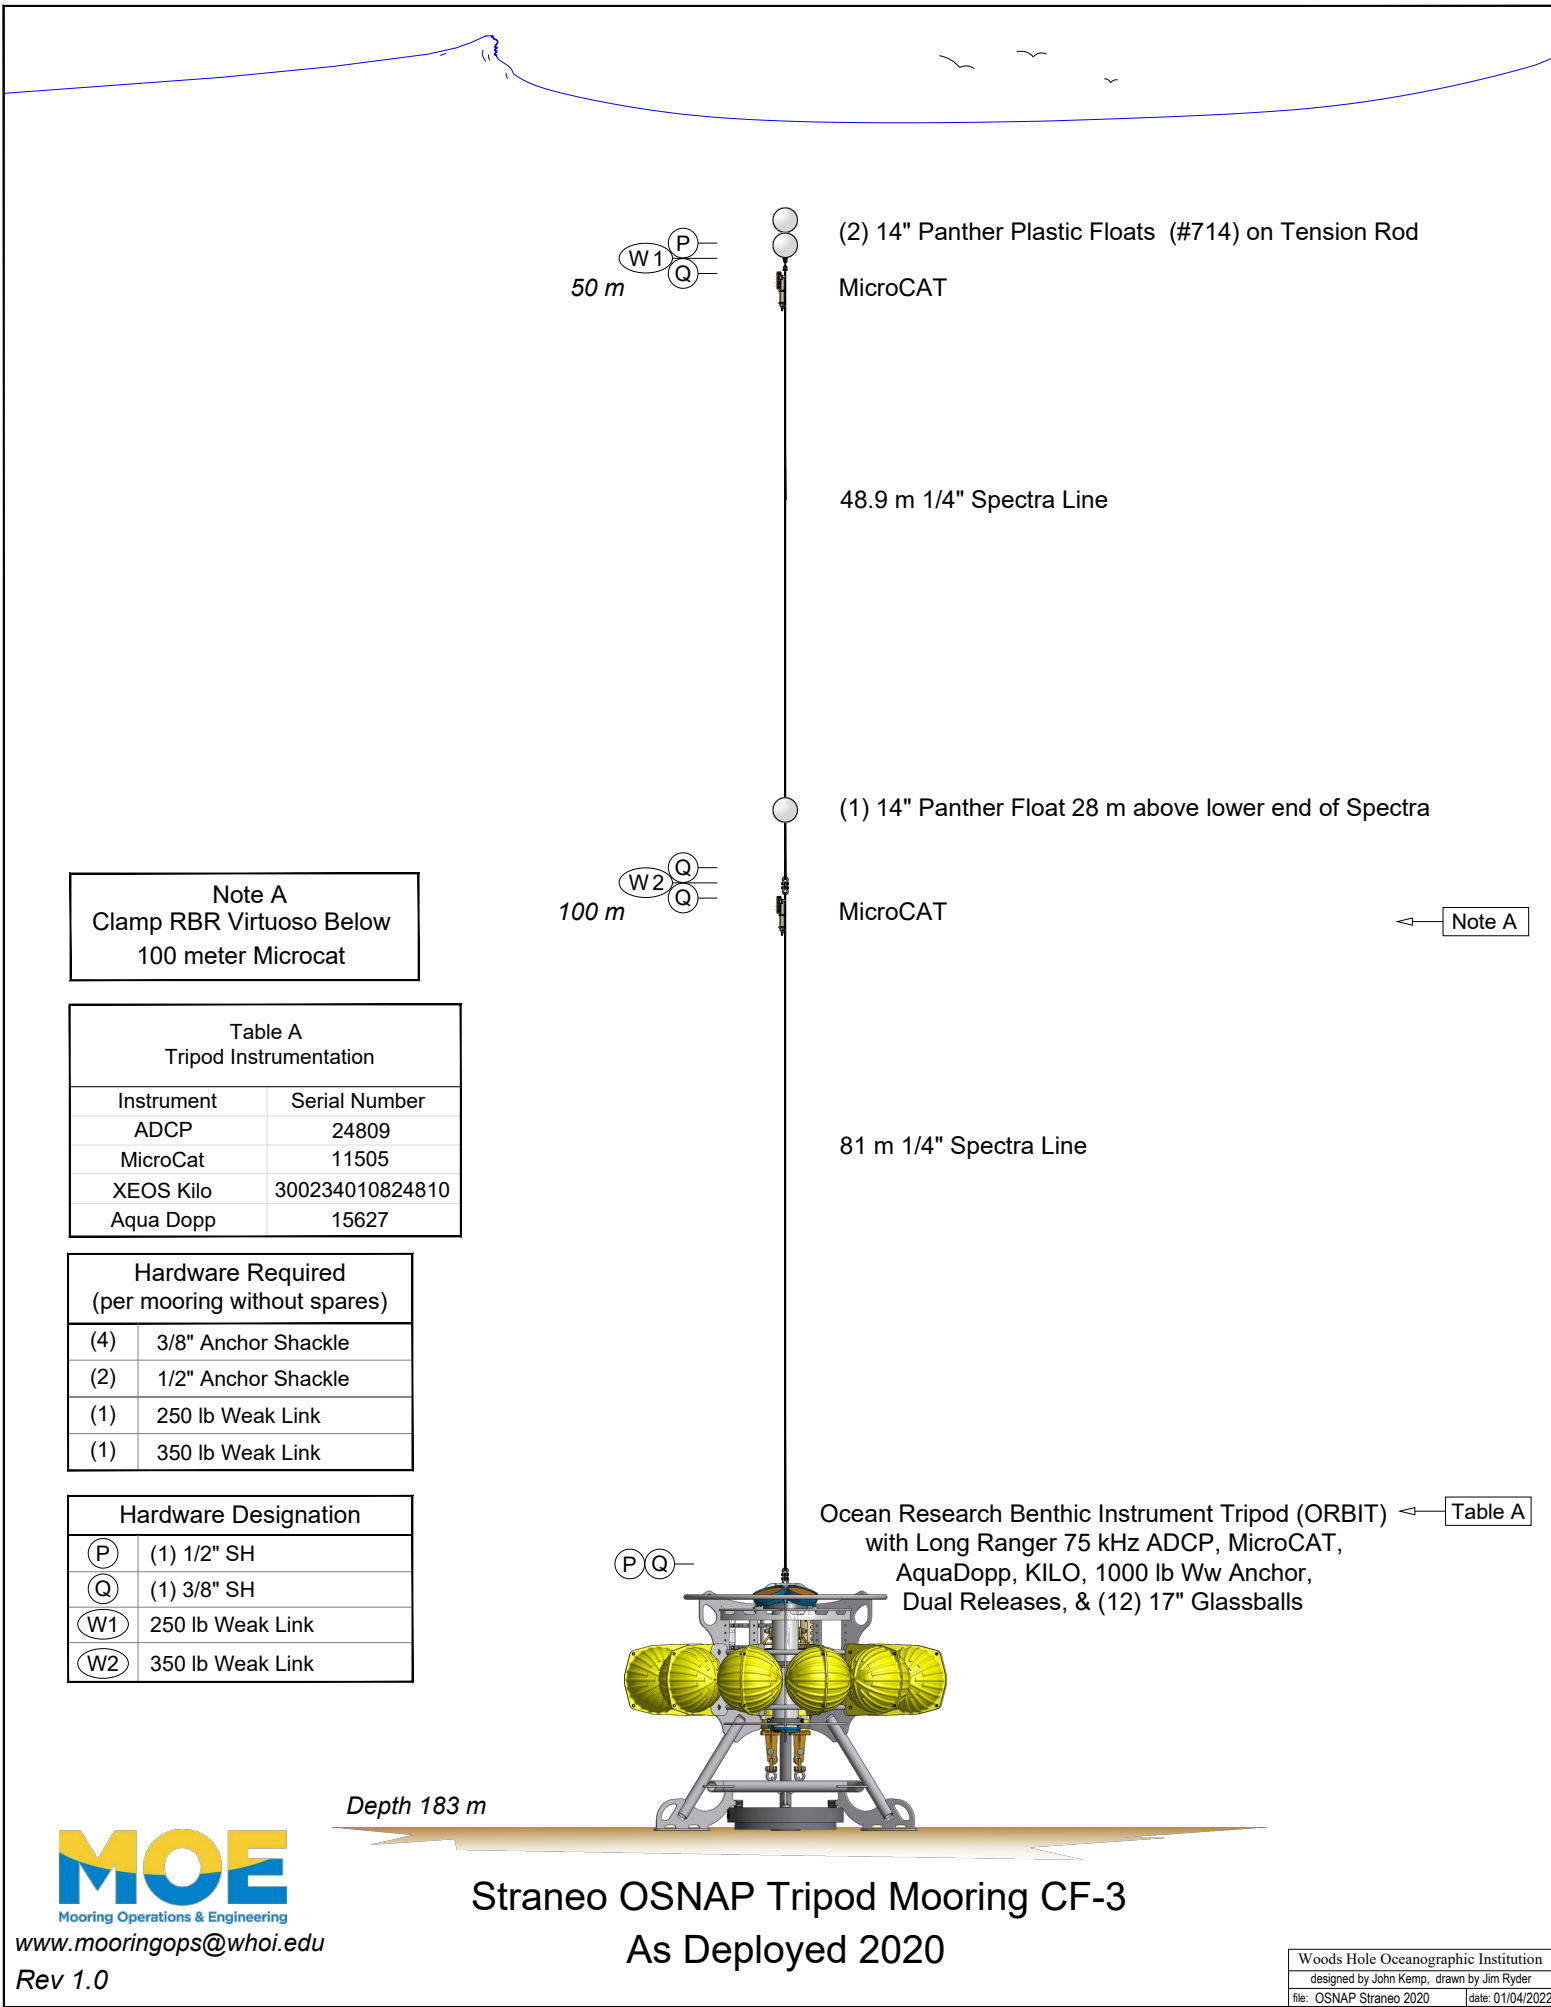 P
W1
Q
50 m
(2) 14" Panther Plastic Floats (#714) on Tension Rod
MicroCAT
48.9 m 1/4" Spectra Line
(1) 14" Panther Float 28 m above lower end of Spectra
Q
W2
Q
100 m
MicroCAT
Note A
Note A
Clamp RBR Virtuoso Below
100 meter Microcat
Table A
Tripod Instrumentation
Instrument Serial Number
ADCP 24809
MicroCat 11505
XEOS Kilo 300234010824810
Aqua Dopp 15627
81 m 1/4" Spectra Line
Hardware Required
(per mooring without spares)
(4) 3/8" Anchor Shackle
(2) 1/2" Anchor Shackle
(1) 250 lb Weak Link
(1) 350 lb Weak Link
Hardware Designation
P (1) 1/2" SH
Q (1) 3/8" SH
W1 250 lb Weak Link
W2 350 lb Weak Link
Ocean Research Benthic Instrument Tripod (ORBIT)
with Long Ranger 75 kHz ADCP, MicroCAT,
AquaDopp, KILO, 1000 lb Ww Anchor,
Dual Releases, & (12) 17" Glassballs
Table A
P Q
Depth 183 m
MOE
Mooring Operations & Engineering
www.mooringops@whoi.edu
Rev 1.0
Straneo OSNAP Tripod Mooring CF-3
As Deployed 2020
Woods Hole Oceanographic Institution
designed by John Kemp, drawn by Jim Ryder
file: OSNAP Straneo 2020 date: 01/04/2022